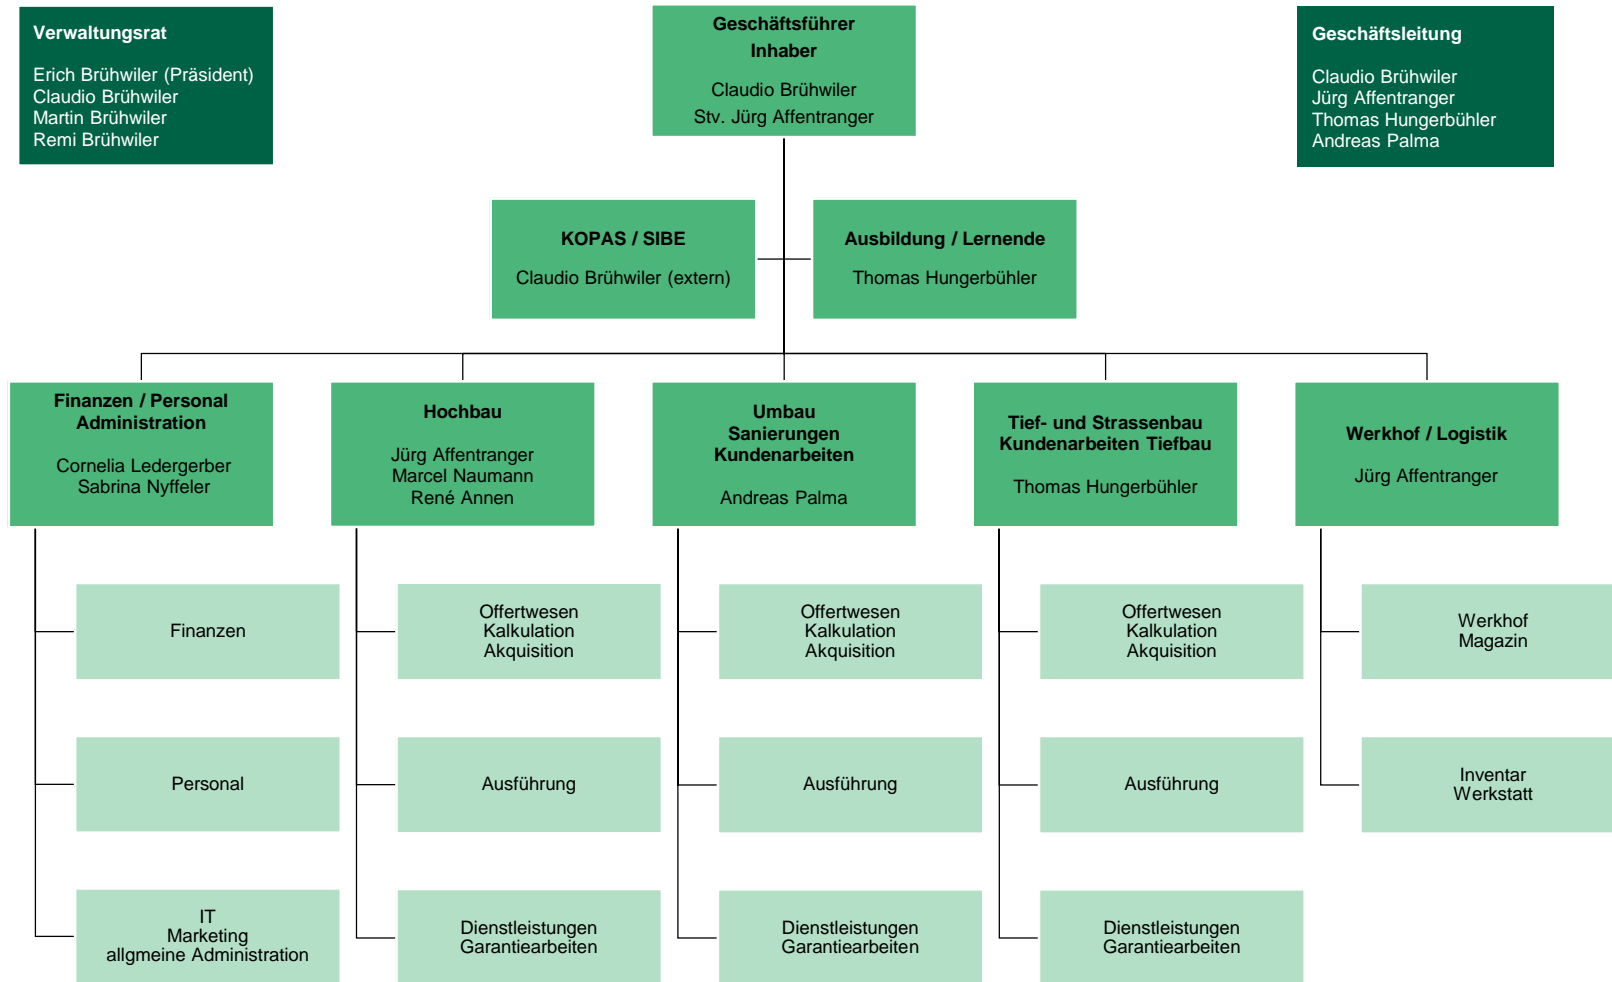 Verwaltungsrat
Erich Brühwiler (Präsident)
Claudio Brühwiler
Martin Brühwiler
Remi Brühwiler
Geschäftsführer
Inhaber
Claudio Brühwiler
Stv. Jürg Affentranger
Geschäftsleitung
Claudio Brühwiler
Jürg Affentranger
Thomas Hungerbühler
Andreas Palma
KOPAS / SIBE
Claudio Brühwiler (extern)
Ausbildung / Lernende
Thomas Hungerbühler
Finanzen / Personal
Administration
Cornelia Ledergerber
Sabrina Nyffeler
Hochbau
Jürg Affentranger
Marcel Naumann
René Annen
Umbau
Sanierungen
Kundenarbeiten
Andreas Palma
Tief- und Strassenbau
Kundenarbeiten Tiefbau
Thomas Hungerbühler
Werkhof / Logistik
Jürg Affentranger
Finanzen
Offertwesen
Kalkulation
Akquisition
Offertwesen
Kalkulation
Akquisition
Offertwesen
Kalkulation
Akquisition
Werkhof
Magazin
Personal
Ausführung
Ausführung
Ausführung
Inventar
Werkstatt
IT
Marketing
allgmeine Administration
Dienstleistungen
Garantiearbeiten
Dienstleistungen
Garantiearbeiten
Dienstleistungen
Garantiearbeiten